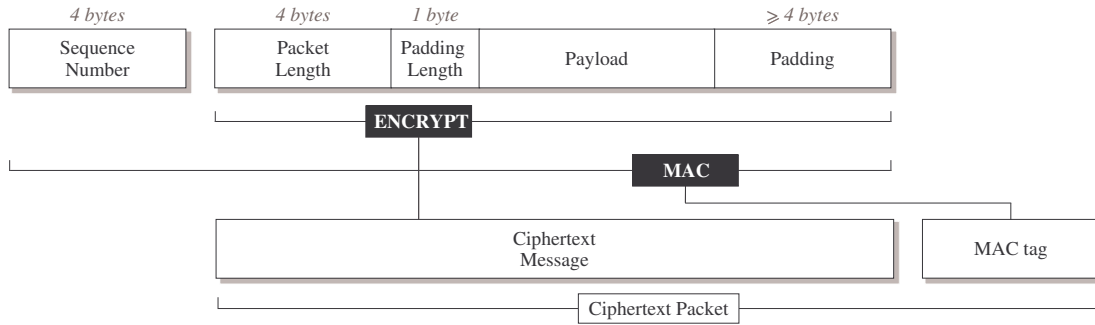 4 bytes
4 bytes
1 byte
⩾ 4 bytes
Sequence
Number
Packet
Length
Padding
Length
Payload
Padding
ENCRYPT
MAC
Ciphertext
Message
MAC tag
Ciphertext Packet